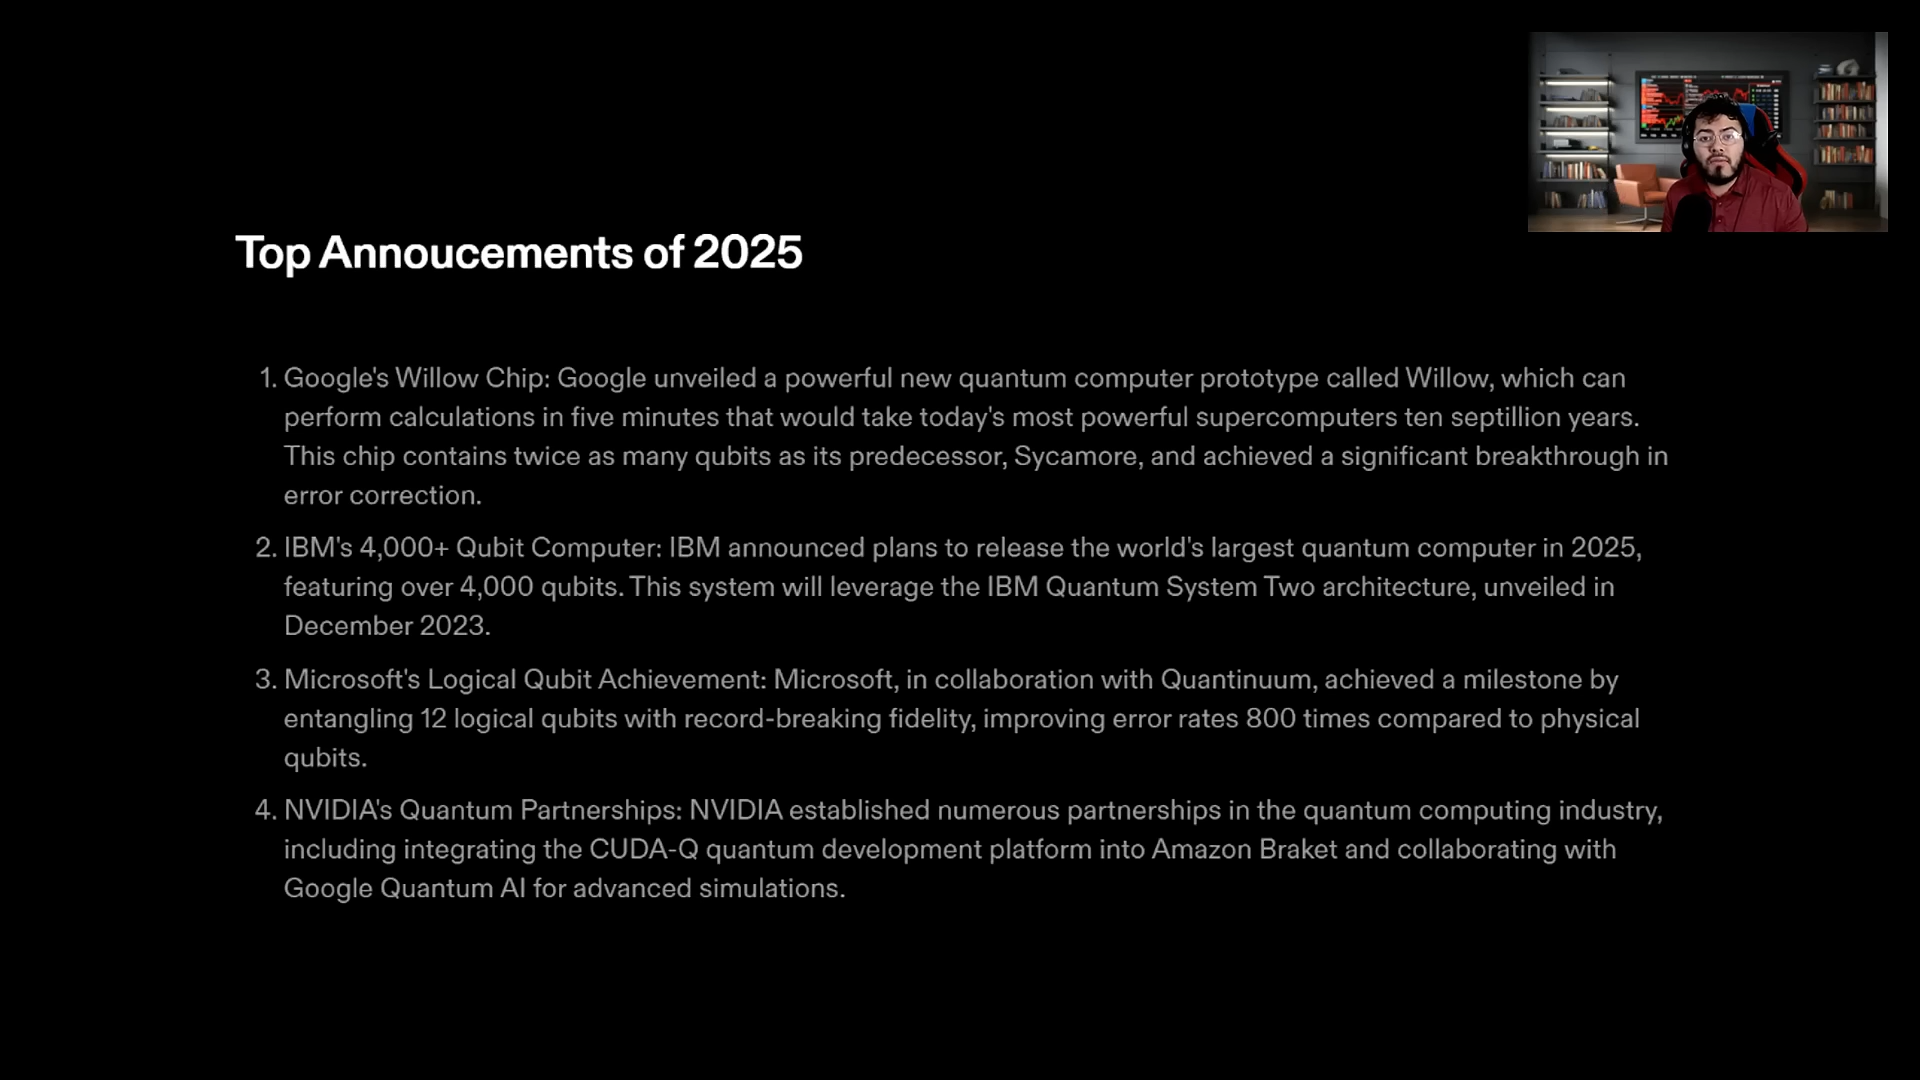 Top Annoucements of 2025
1. Google's Willow Chip: Google unveiled a powerful new quantum computer prototype called Willow, which can
perform calculations in five minutes that would take today's most powerful supercomputers ten septillion years.
This chip contains twice as many qubits as its predecessor, Sycamore, and achieved a significant breakthrough in
error correction.
2. IBM's 4,000+ Qubit Computer: IBM announced plans to release the world's largest quantum computer in 2025,
featuring over 4,000 qubits. This system will leverage the IBM Quantum System Two architecture, unveiled in
December 2023.
3. Microsoft's Logical Qubit Achievement: Microsoft, in collaboration with Quantinuum, achieved a milestone by
entangling 12 logical qubits with record-breaking fidelity, improving error rates 800 times compared to physical
qubits.
4. NVIDIA's Quantum Partnerships: NVIDIA established numerous partnerships in the quantum computing industry,
including integrating the CUDA-Q quantum development platform into Amazon Braket and collaborating with
Google Quantum AI for advanced simulations.